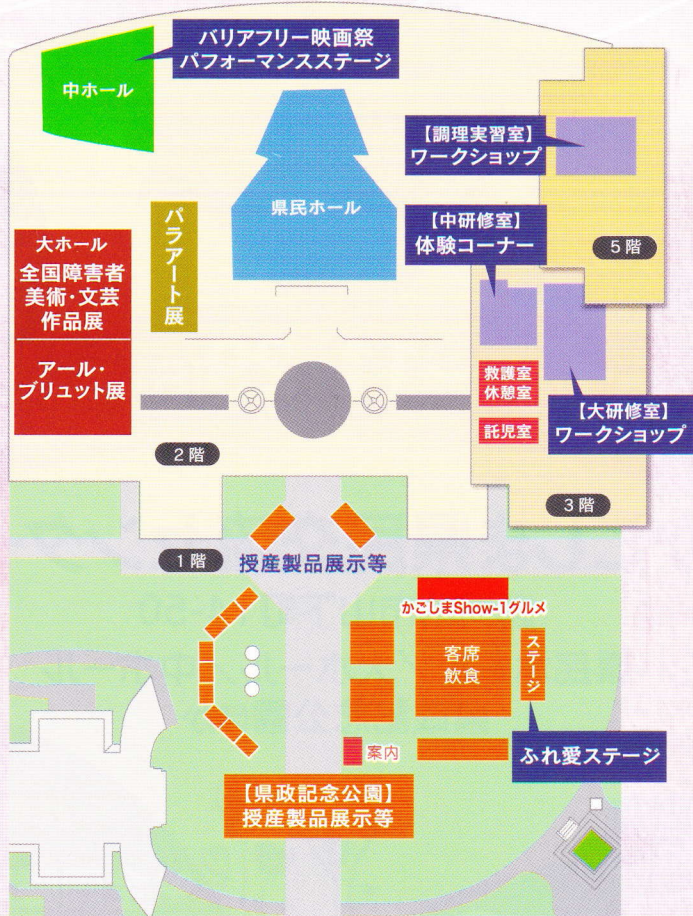 バリアフリー映画祭
パフォーマンスステージ
中ホール
【調理実習室】
ワークショップ
県民ホール
【中研修室】
体験コーナー
5階
パラアート展
大ホール
全国障害者
美術・文芸
作品展
アール・
ブリュット展
救護室
休憩室
託児室
【大研修室】
ワークショップ
2階
3階
1階
授産製品展示等
かごしまShow-1グルメ
客席
飲食
ステージ
案内
ふれ愛ステージ
【県政記念公園】
授産製品展示等